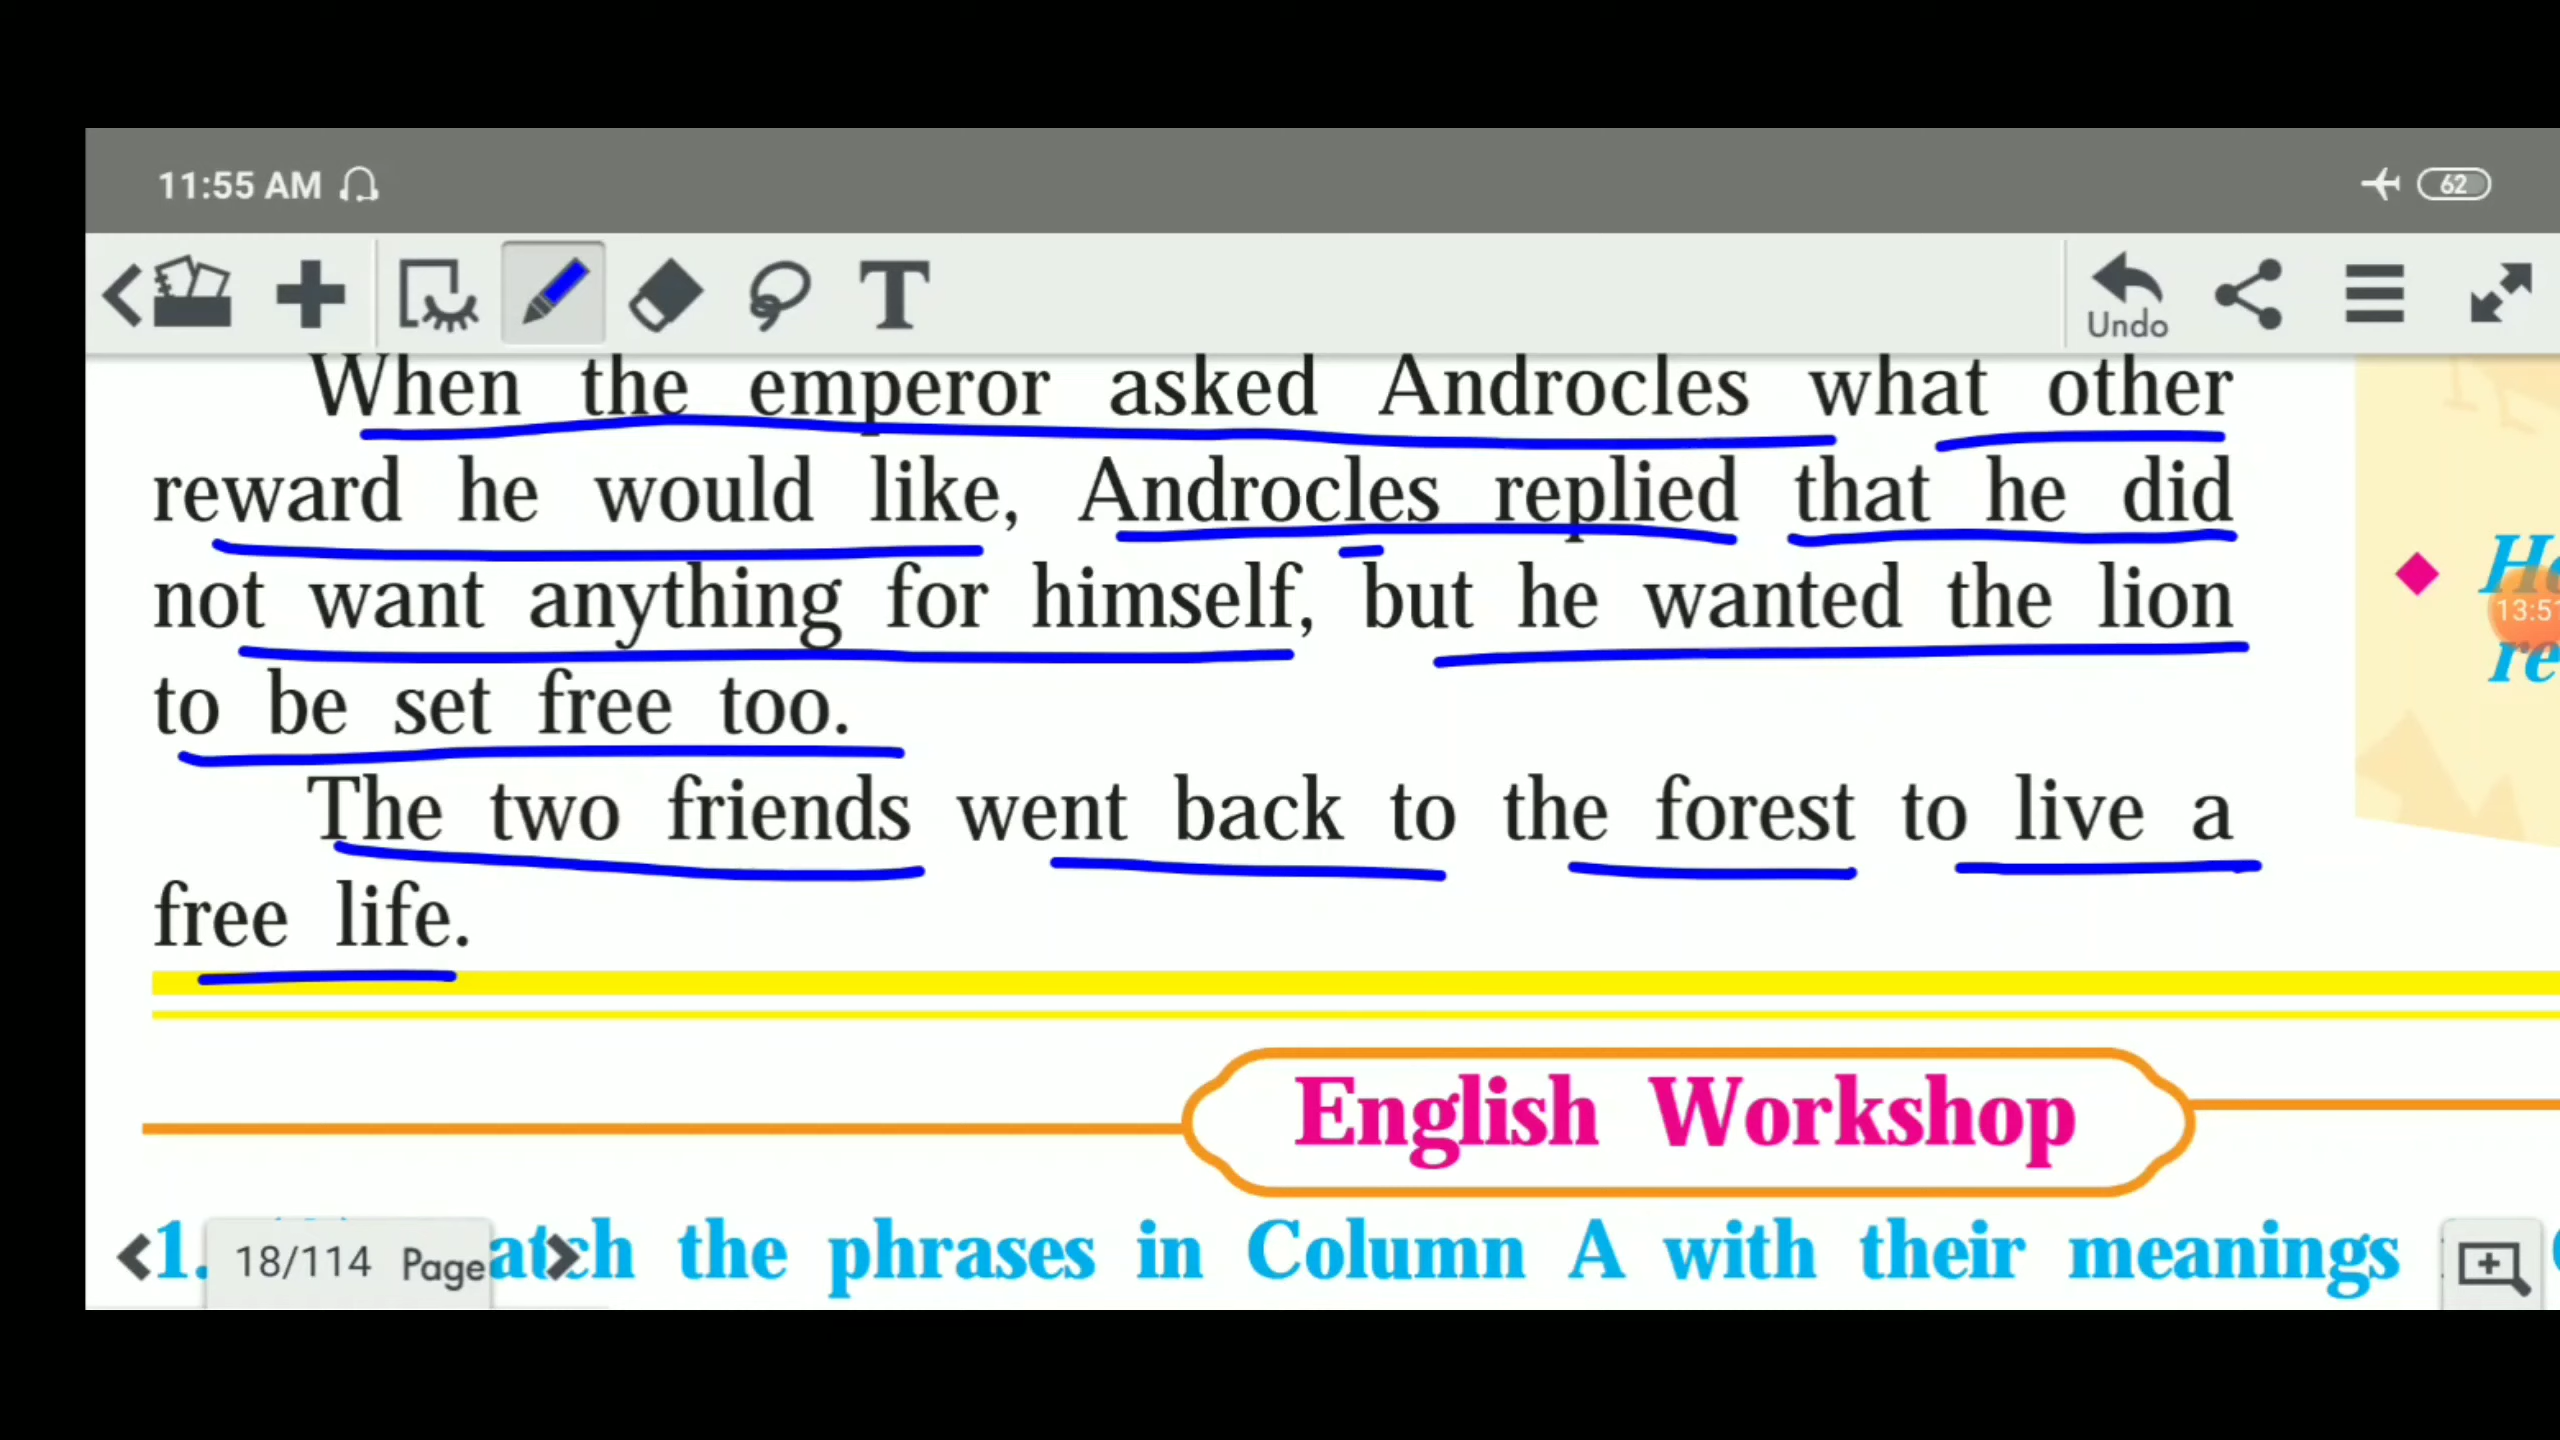 11:55 AM
62
T
Undo
When the emperor asked Androcles what other
reward he would like, Androcles replied that he did
not want anything for himself, but he wanted the lion
to be set free too.
The two friends went back to the forest to live a
free life.
13:51
English Workshop
1. the phrases in Column A with their meanings
18/114 Page